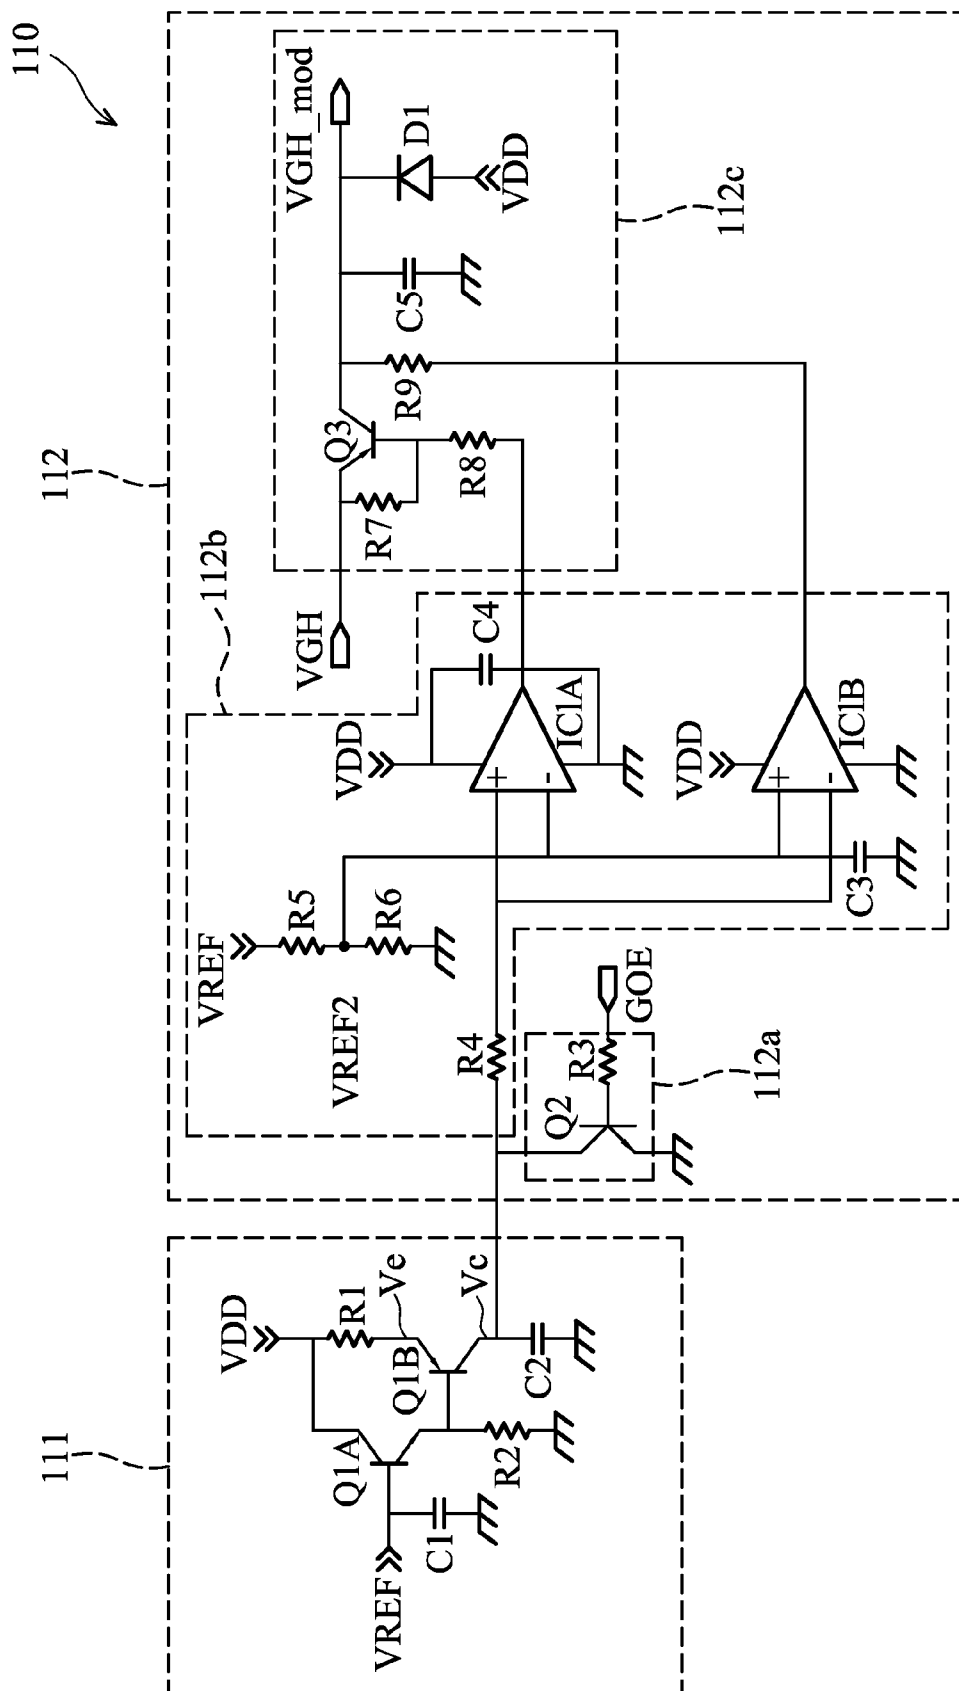 110
112
111
112b
112c
112a
VGH
VGH_mod
Q3
R7
R8
R9
C5
D1
VDD
VREF
R5
R6
VREF2
VDD
C4
IC1A
+
-
VDD
IC1B
+
-
C3
R4
Q2
R3
GOE
VDD
R1
Ve
Q1A
Q1B
Vc
VREF
C1
R2
C2